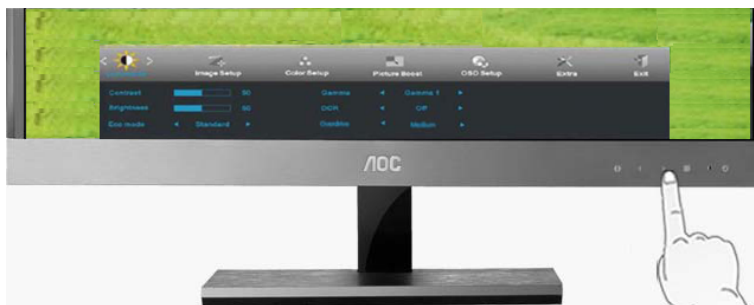 Image Setup Color Setup Picture Boost OSD Setup Extra Exit
Contrast 50 Gamma Gamma 1
Brightness DCR Off
Eco mode Standard Overdrive Medium
AOC